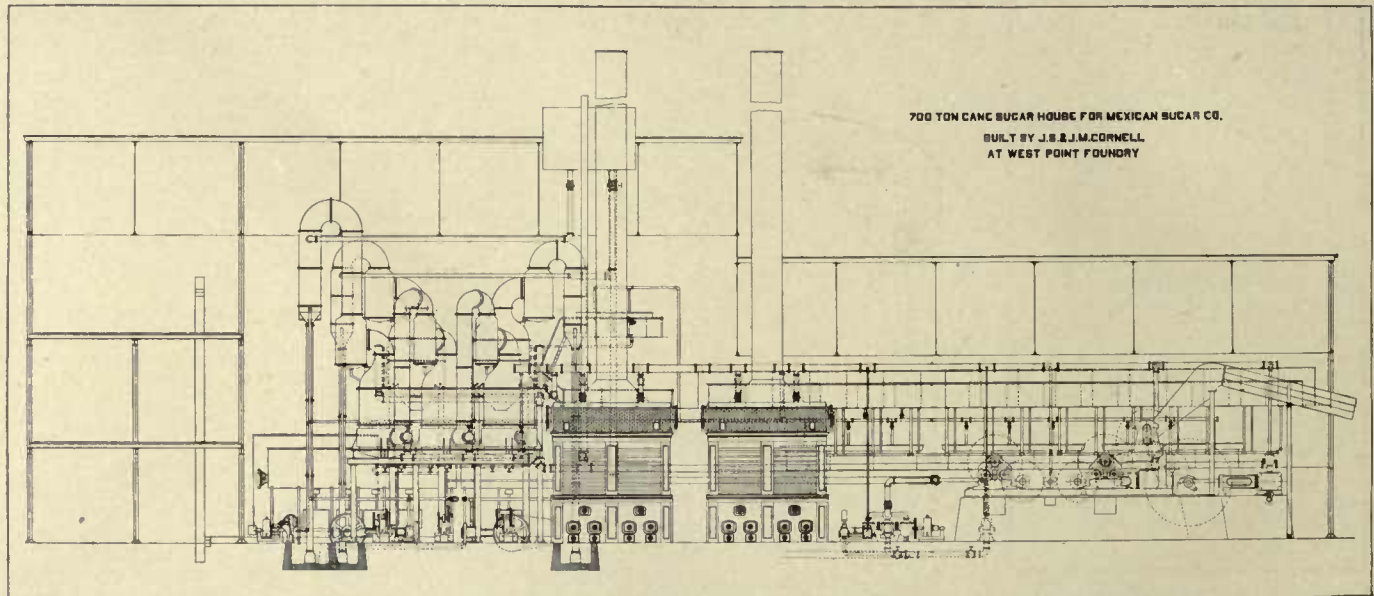 700 TON CANE SUGAR HOUSE FOR MEXICAN SUGAR CO.
BUILT BY J.B.& J.M.CORNELL
AT WEST POINT FOUNDRY